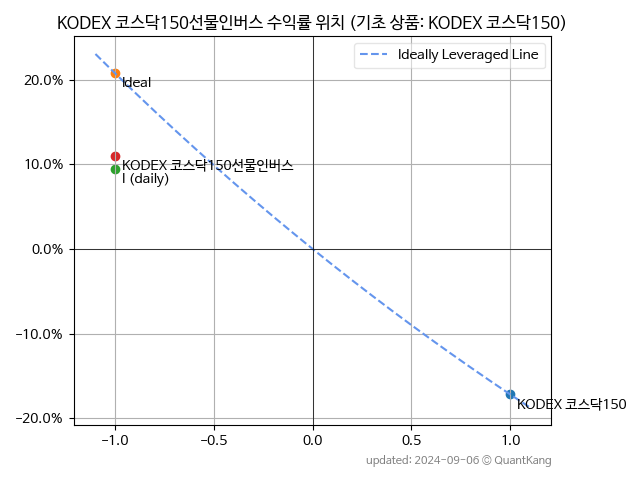 KODEX 코스닥150선물인버스 수익률 위치 (기초 상품: KODEX 코스닥150)
Ideally Leveraged Line
20.0%
Ideal
10.0%
KODEX 코스닥150선물인버스
I (daily)
0.0%
-10.0%
KODEX 코스닥150
-20.0%
-1.0 -0.5 0.0 0.5 1.0
updated: 2024-09-06 © QuantKang